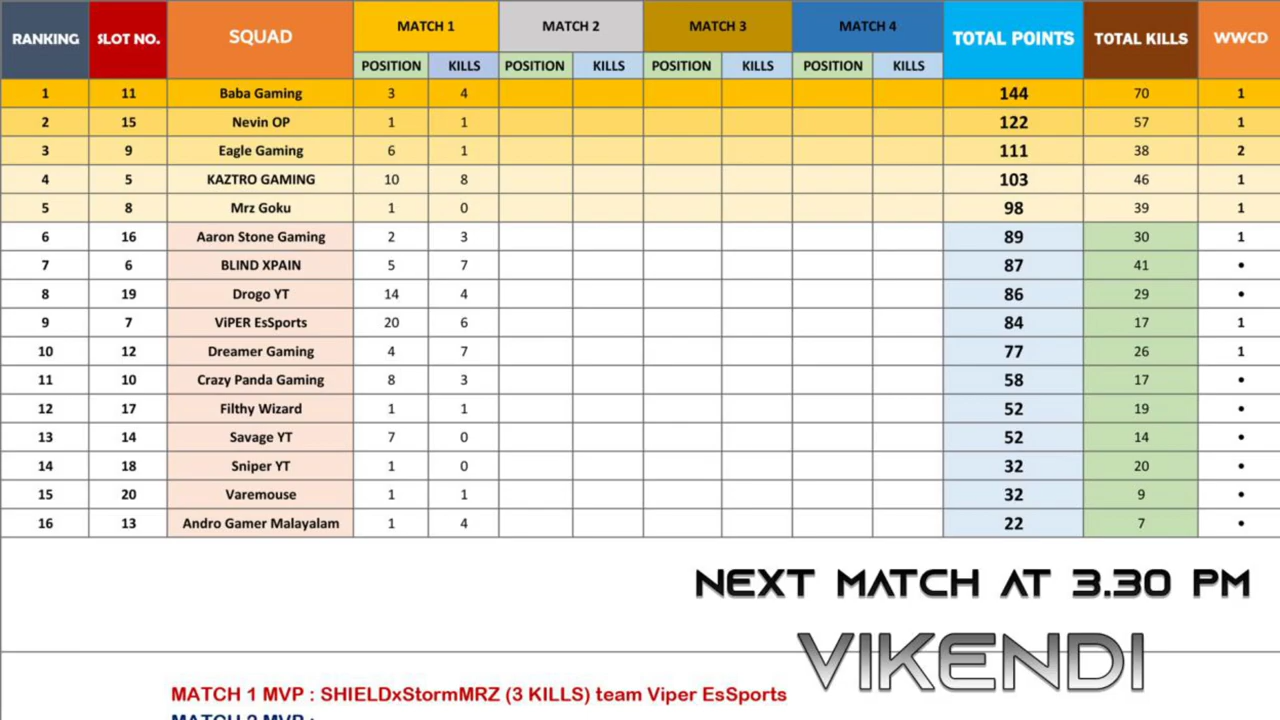 RANKING SLOT NO. SQUAD MATCH 1 MATCH 2 MATCH 3 MATCH 4 TOTAL POINTS TOTAL KILLS WWCD
POSITION KILLS POSITION KILLS POSITION KILLS POSITION KILLS
1 11 Baba Gaming 3 4 144 70 1
2 15 Nevin OP 1 1 122 57 1
3 9 Eagle Gaming 6 1 111 38 2
4 5 KAZTRO GAMING 10 8 103 46 1
5 8 Mrz Goku 1 0 98 39 1
6 16 Aaron Stone Gaming 2 3 89 30 1
7 6 BLIND XPAIN 5 7 87 41 •
8 19 Drogo YT 14 4 86 29 •
9 7 ViPER EsSports 20 6 84 17 1
10 12 Dreamer Gaming 4 7 77 26 1
11 10 Crazy Panda Gaming 8 3 58 17 •
12 17 Filthy Wizard 1 1 52 19 •
13 14 Savage YT 7 0 52 14 •
14 18 Sniper YT 1 0 32 20 •
15 20 Varemouse 1 1 32 9 •
16 13 Andro Gamer Malayalam 1 4 22 7 •
NEXT MATCH AT 3.30 PM
VIKENDI
MATCH 1 MVP : SHIELDxStormMRZ (3 KILLS) team Viper EsSports
MATCH 2 MVP :